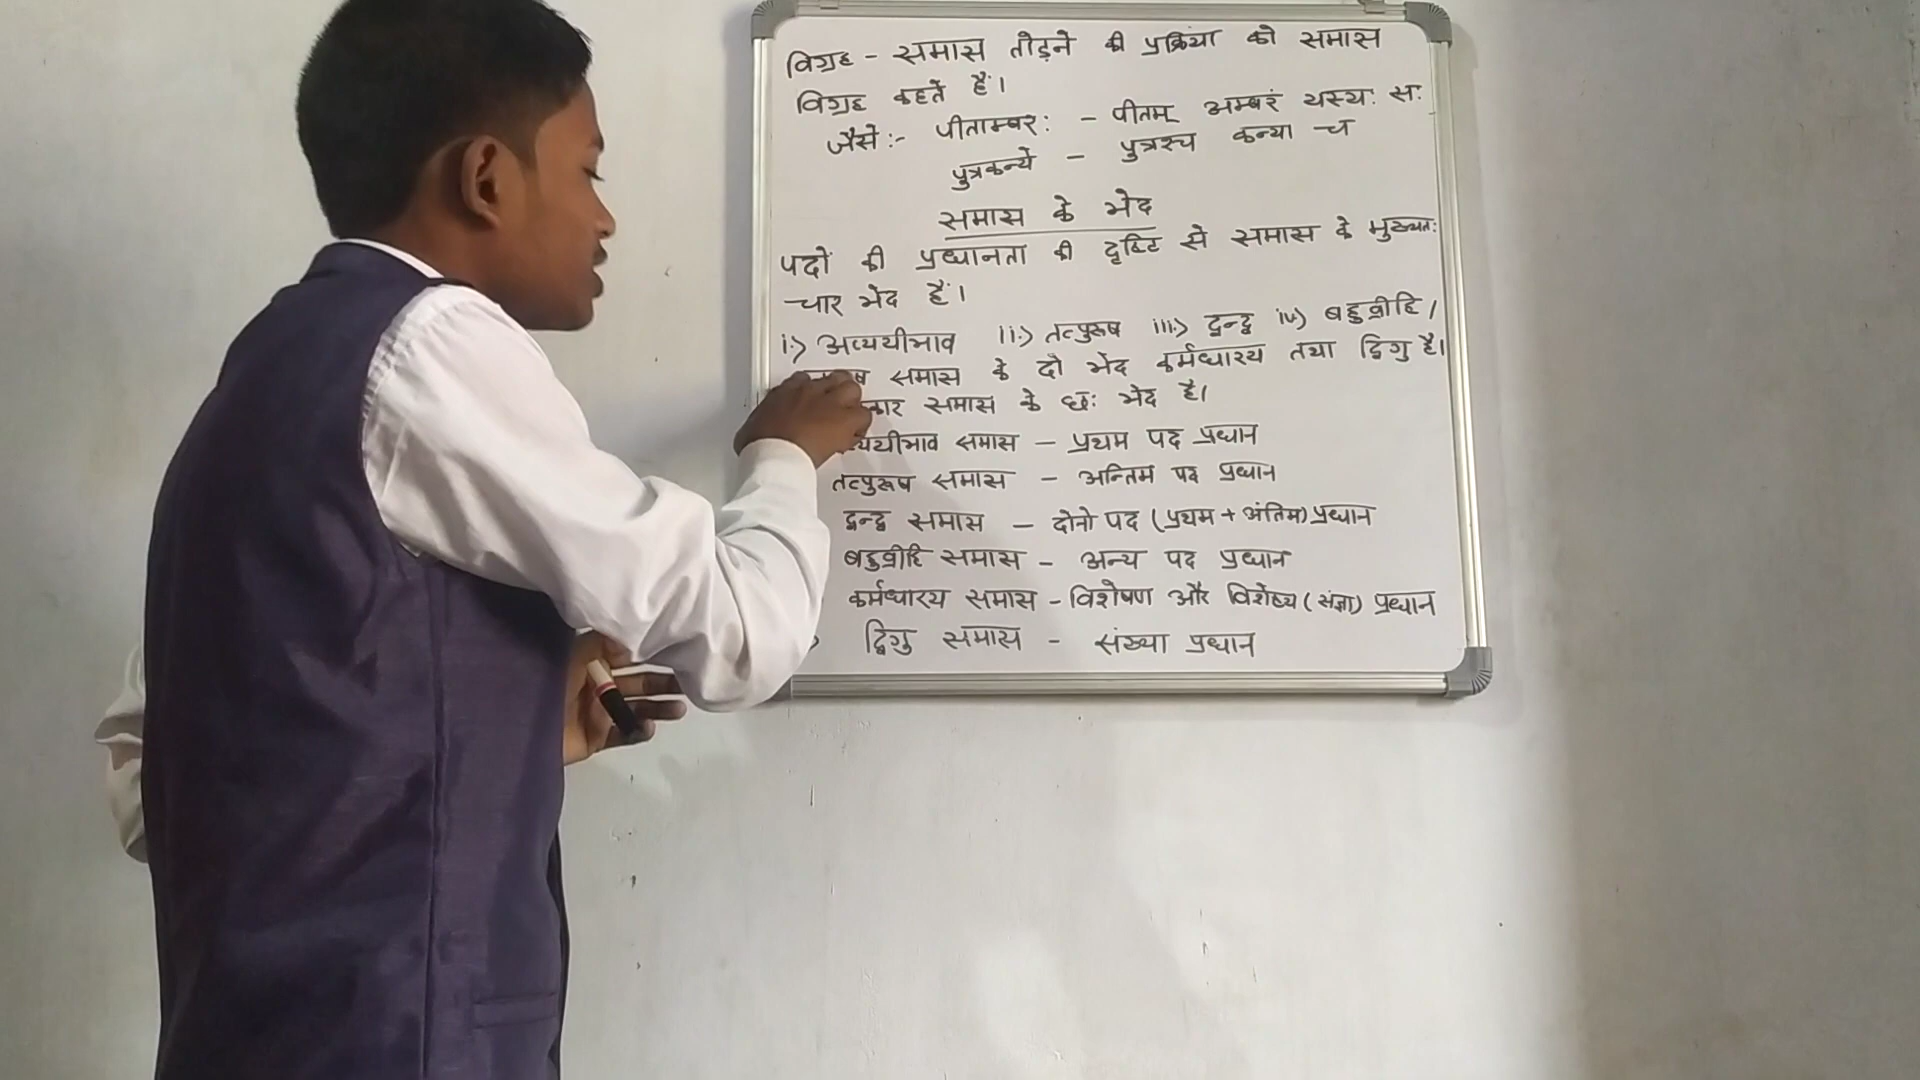 विग्रह - समास तोड़ने की प्रक्रिया को समास
विग्रह कहते हैं।
जैसे:- पीताम्बर: - पीतम् अम्बरं यस्य: स:
पुत्रकन्ये - पुत्रस्च कन्या च
समास के भेद
पदों की प्रधानता की दृष्टि से समास के मुख्यत:
चार भेद हैं।
i.) अव्ययीभाव ii.) तत्पुरूष iii.) द्वन्द्व iv.) बहुव्रीहि।
समास के दो भेद कर्मधारय तथा द्विगु है।
समास के छ: भेद है।
समास - प्रथम पद प्रधान
तत्पुरूष समास - अन्तिम पद प्रधान
द्वन्द्व समास - दोनो पद (प्रथम + अंतिम) प्रधान
बहुव्रीहि समास - अन्य पद प्रधान
कर्मधारय समास - विशेषण और विशेष्य (संज्ञा) प्रधान
द्विगु समास - संख्या प्रधान